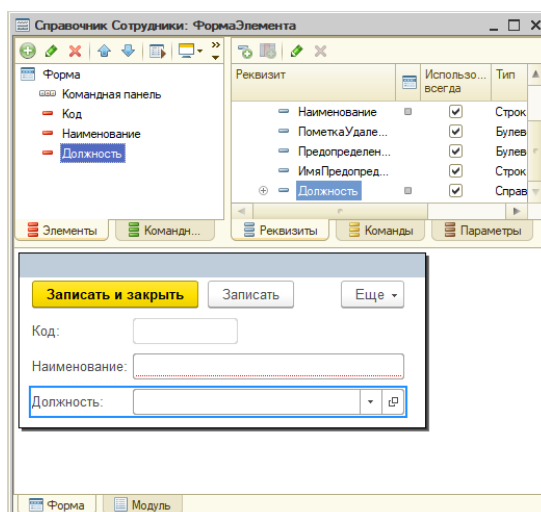 Справочник Сотрудники: ФормаЭлемента
Форма
Командная панель
Код
Наименование
Должность
Реквизит
Использо...
всегда
Тип
Наименование
Строк
ПометкаУдале...
Булев
Предопределен...
Булев
ИмяПредопред...
Строк
Должность
Справ
Элементы
Командн...
Реквизиты
Команды
Параметры
Записать и закрыть
Записать
Еще
Код:
Наименование:
Должность:
Форма
Модуль